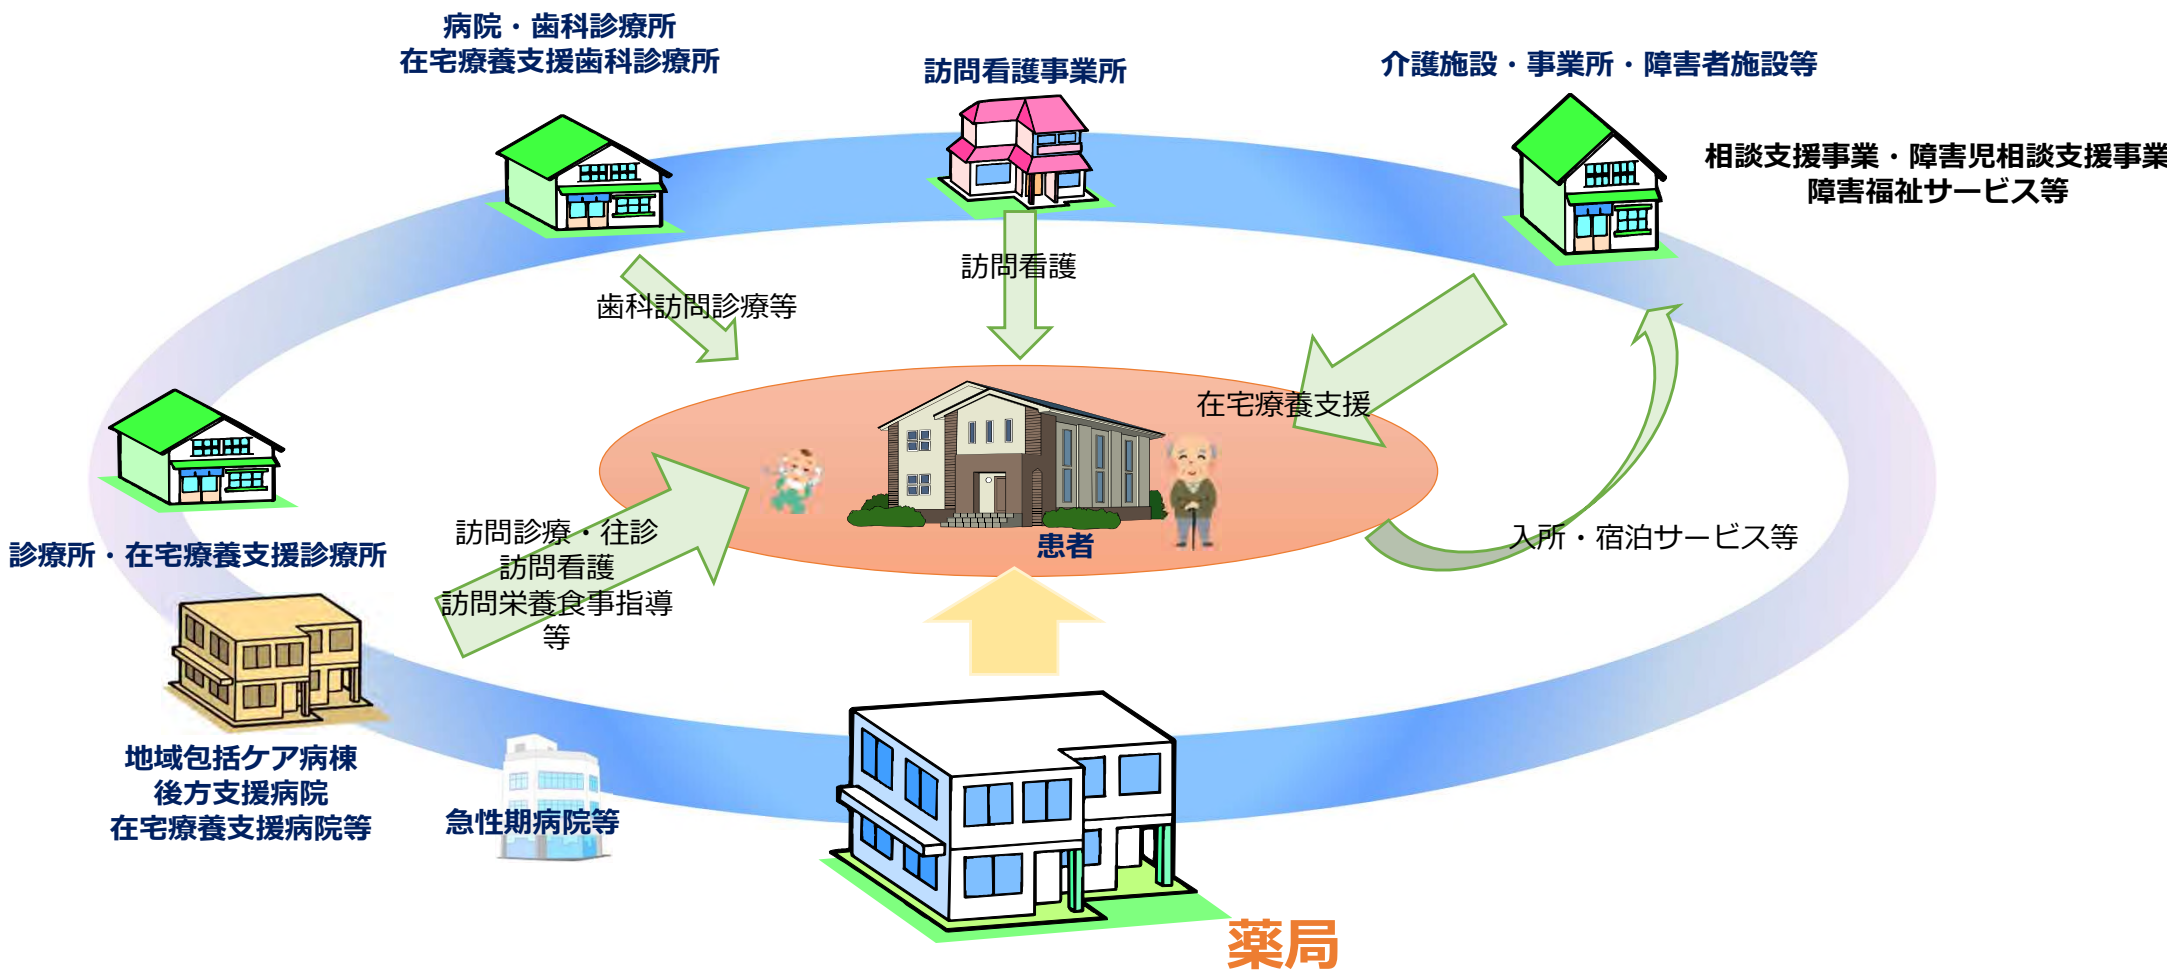 病院・歯科診療所
在宅療養支援歯科診療所
訪問看護事業所
介護施設・事業所・障害者施設等
相談支援事業・障害児相談支援事業
障害福祉サービス等
訪問看護
歯科訪問診療等
在宅療養支援
訪問診療・往診
訪問看護
訪問栄養食事指導
等
患者
入所・宿泊サービス等
診療所・在宅療養支援診療所
地域包括ケア病棟
後方支援病院
在宅療養支援病院等
急性期病院等
薬局